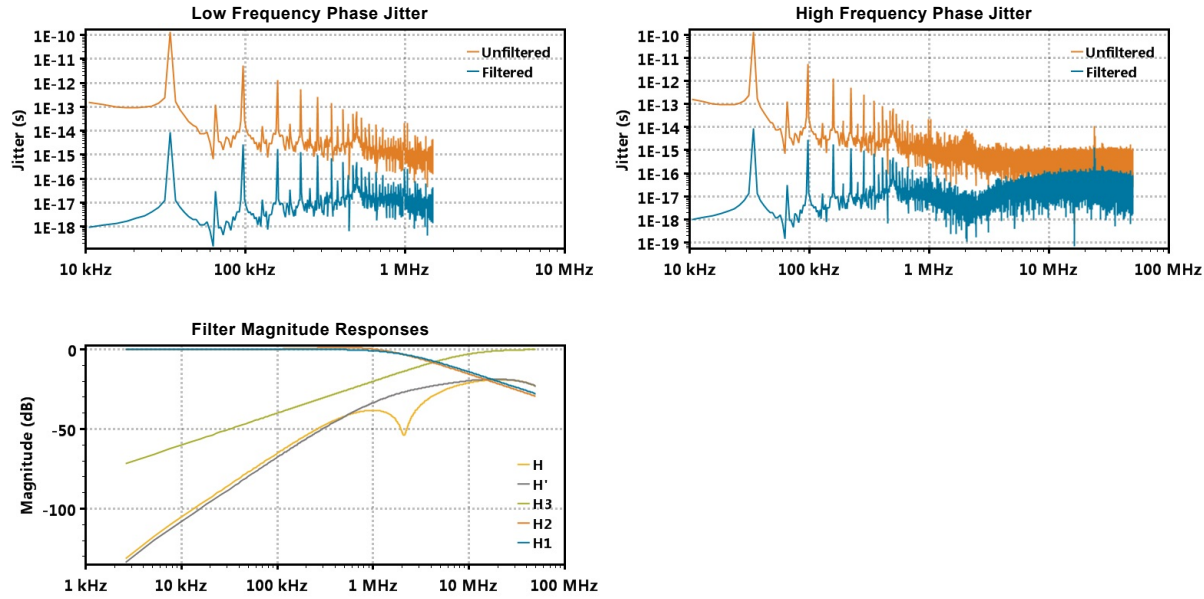 Low Frequency Phase Jitter
Jitter (s)
1E-10
1E-11
1E-12
1E-13
1E-14
1E-15
1E-16
1E-17
1E-18
Unfiltered
Filtered
10 kHz 100 kHz 1 MHz 10 MHz
High Frequency Phase Jitter
Jitter (s)
1E-10
1E-11
1E-12
1E-13
1E-14
1E-15
1E-16
1E-17
1E-18
1E-19
Unfiltered
Filtered
10 kHz 100 kHz 1 MHz 10 MHz 100 MHz
Filter Magnitude Responses
Magnitude (dB)
0
-50
-100
H
H'
H3
H2
H1
1 kHz 10 kHz 100 kHz 1 MHz 10 MHz 100 MHz